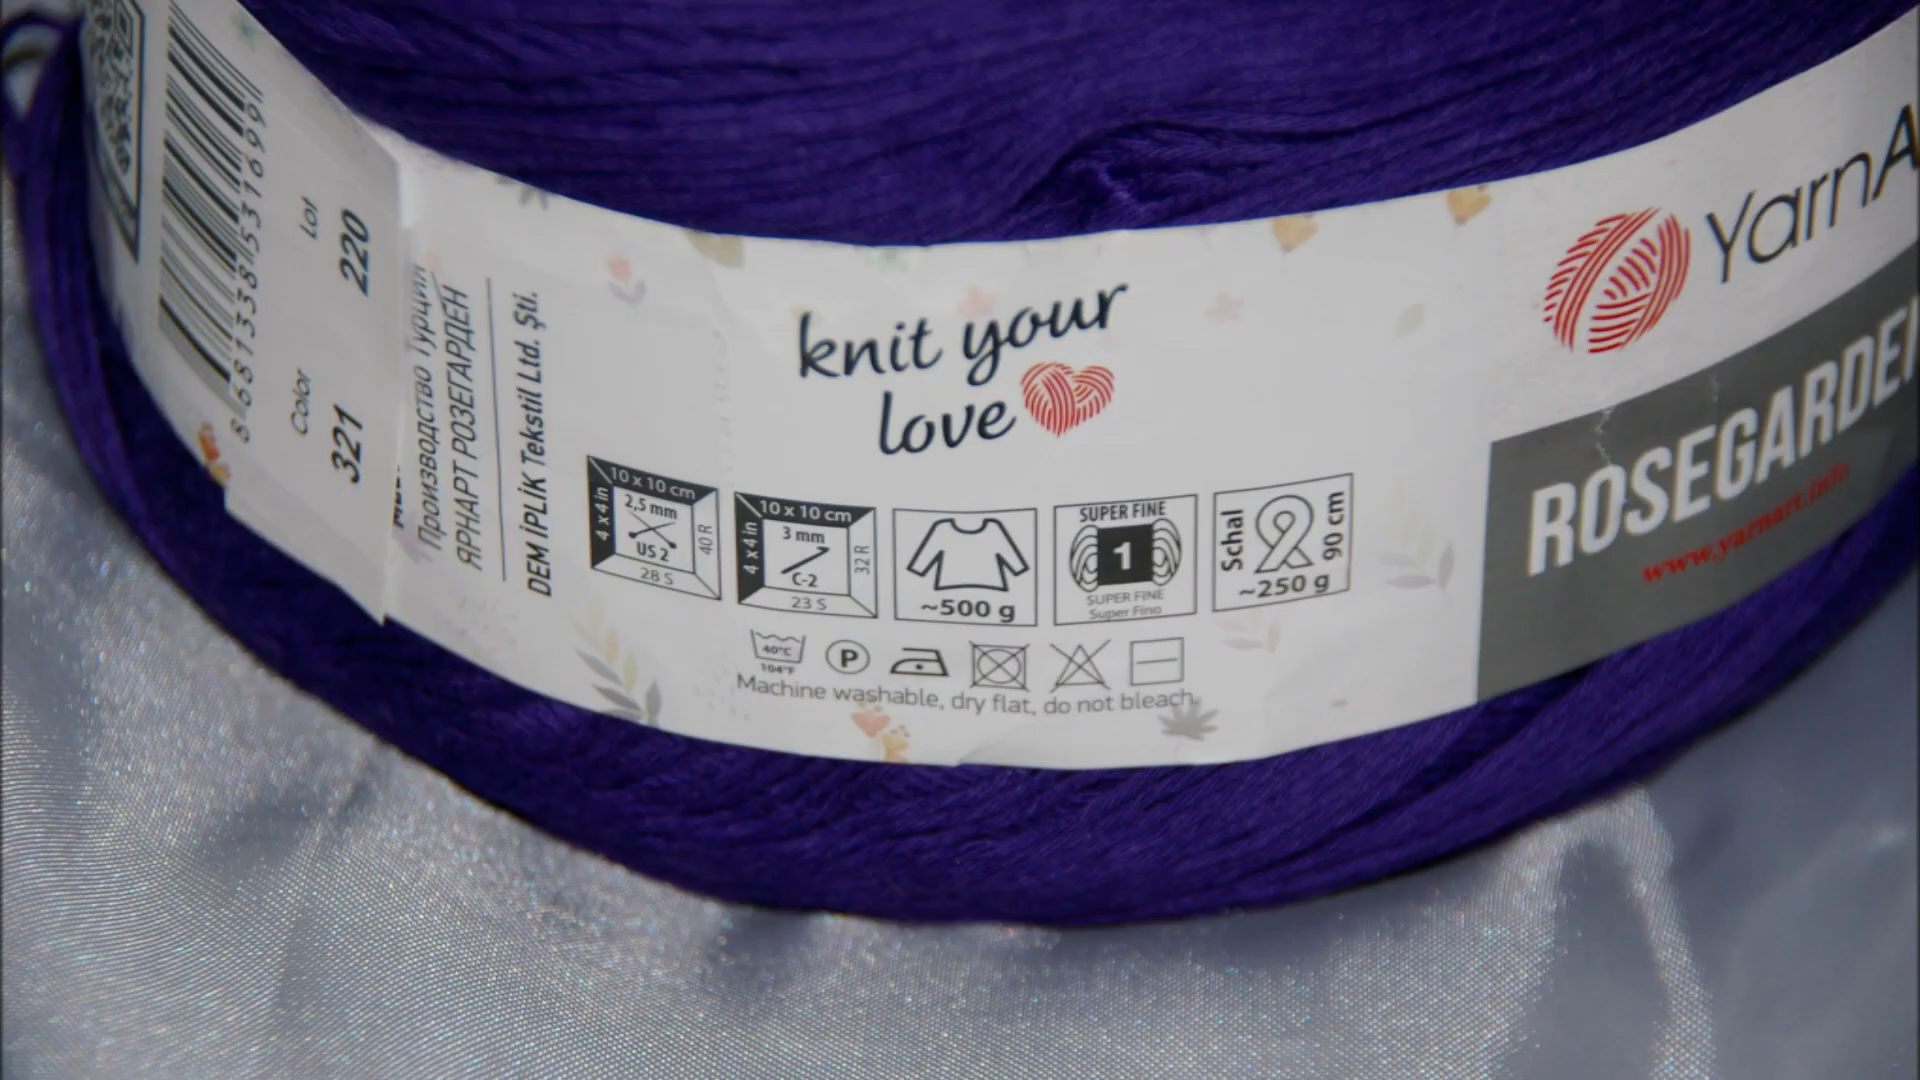 8 681338 531699
Lot
220
Color
321
Производство Турция
ЯРНАРТ РОЗЕГАРДЕН
DEM İPLİK Tekstil Ltd. Şti.
knit your
love
10 x 10 cm
4 x 4 in
2,5 mm
US 2
40 R
28 S
10 x 10 cm
4 x 4 in
3 mm
C-2
32 R
23 S
~500 g
SUPER FINE
1
SUPER FINE
Super Fino
Schal
90 cm
~250 g
40°C
104°F
P
Machine washable, dry flat, do not bleach.
YarnA
ROSEGARDEN
www.yarnart.info